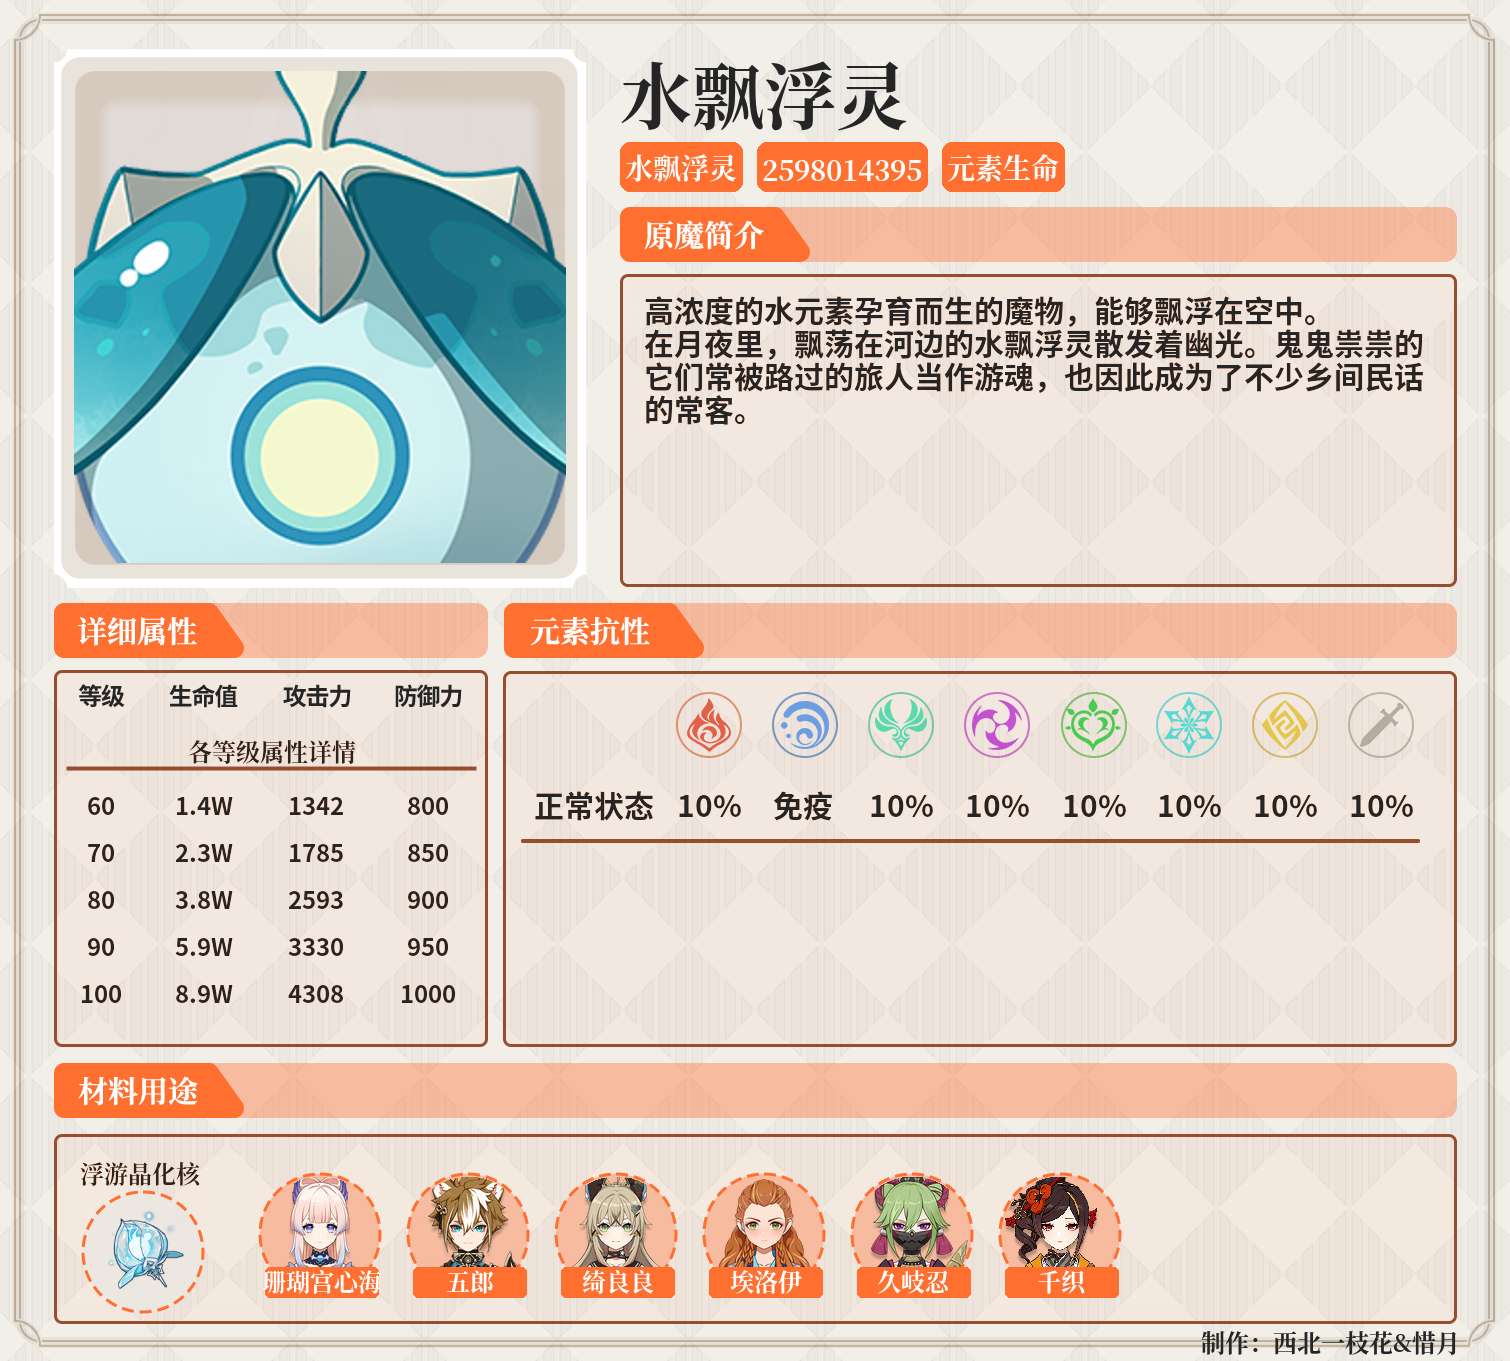 水飘浮灵
水飘浮灵 2598014395 元素生命
原魔简介
高浓度的水元素孕育而生的魔物，能够飘浮在空中。
在月夜里，飘荡在河边的水飘浮灵散发着幽光。鬼鬼祟祟的
它们常被路过的旅人当作游魂，也因此成为了不少乡间民话
的常客。
详细属性
等级 生命值 攻击力 防御力
各等级属性详情
60 1.4W 1342 800
70 2.3W 1785 850
80 3.8W 2593 900
90 5.9W 3330 950
100 8.9W 4308 1000
元素抗性
正常状态 10% 免疫 10% 10% 10% 10% 10% 10%
材料用途
浮游晶化核
珊瑚宫心海 五郎 绮良良 埃洛伊 久岐忍 千织
制作：西北一枝花&惜月